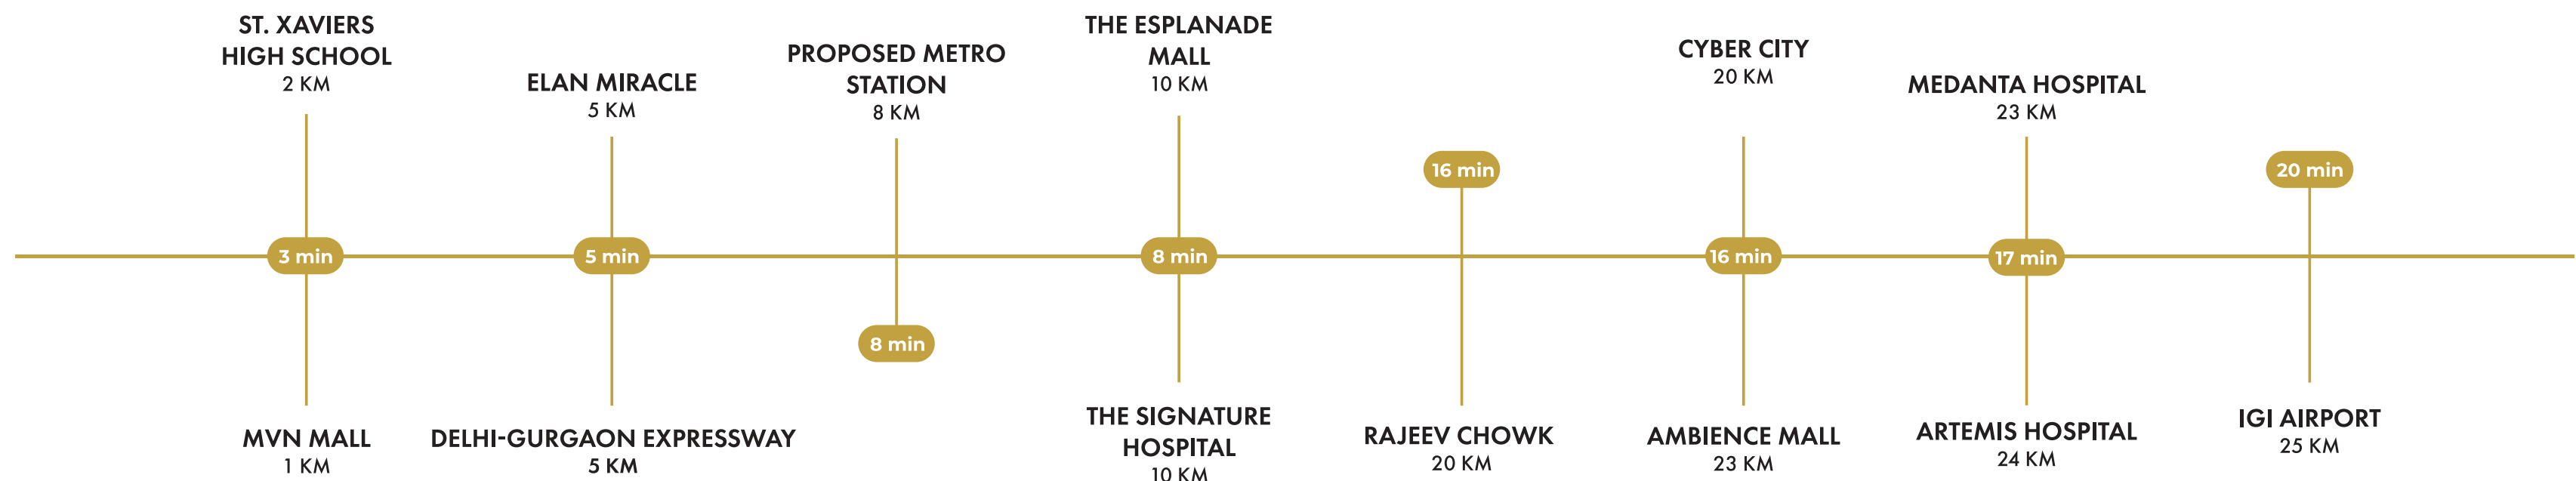 ST. XAVIERS
HIGH SCHOOL
2 KM
ELAN MIRACLE
5 KM
PROPOSED METRO
STATION
8 KM
THE ESPLANADE
MALL
10 KM
CYBER CITY
20 KM
MEDANTA HOSPITAL
23 KM
16 min
20 min
3 min
5 min
8 min
16 min
17 min
8 min
MVN MALL
1 KM
DELHI-GURGAON EXPRESSWAY
5 KM
THE SIGNATURE
HOSPITAL
10 KM
RAJEEV CHOWK
20 KM
AMBIENCE MALL
23 KM
ARTEMIS HOSPITAL
24 KM
IGI AIRPORT
25 KM